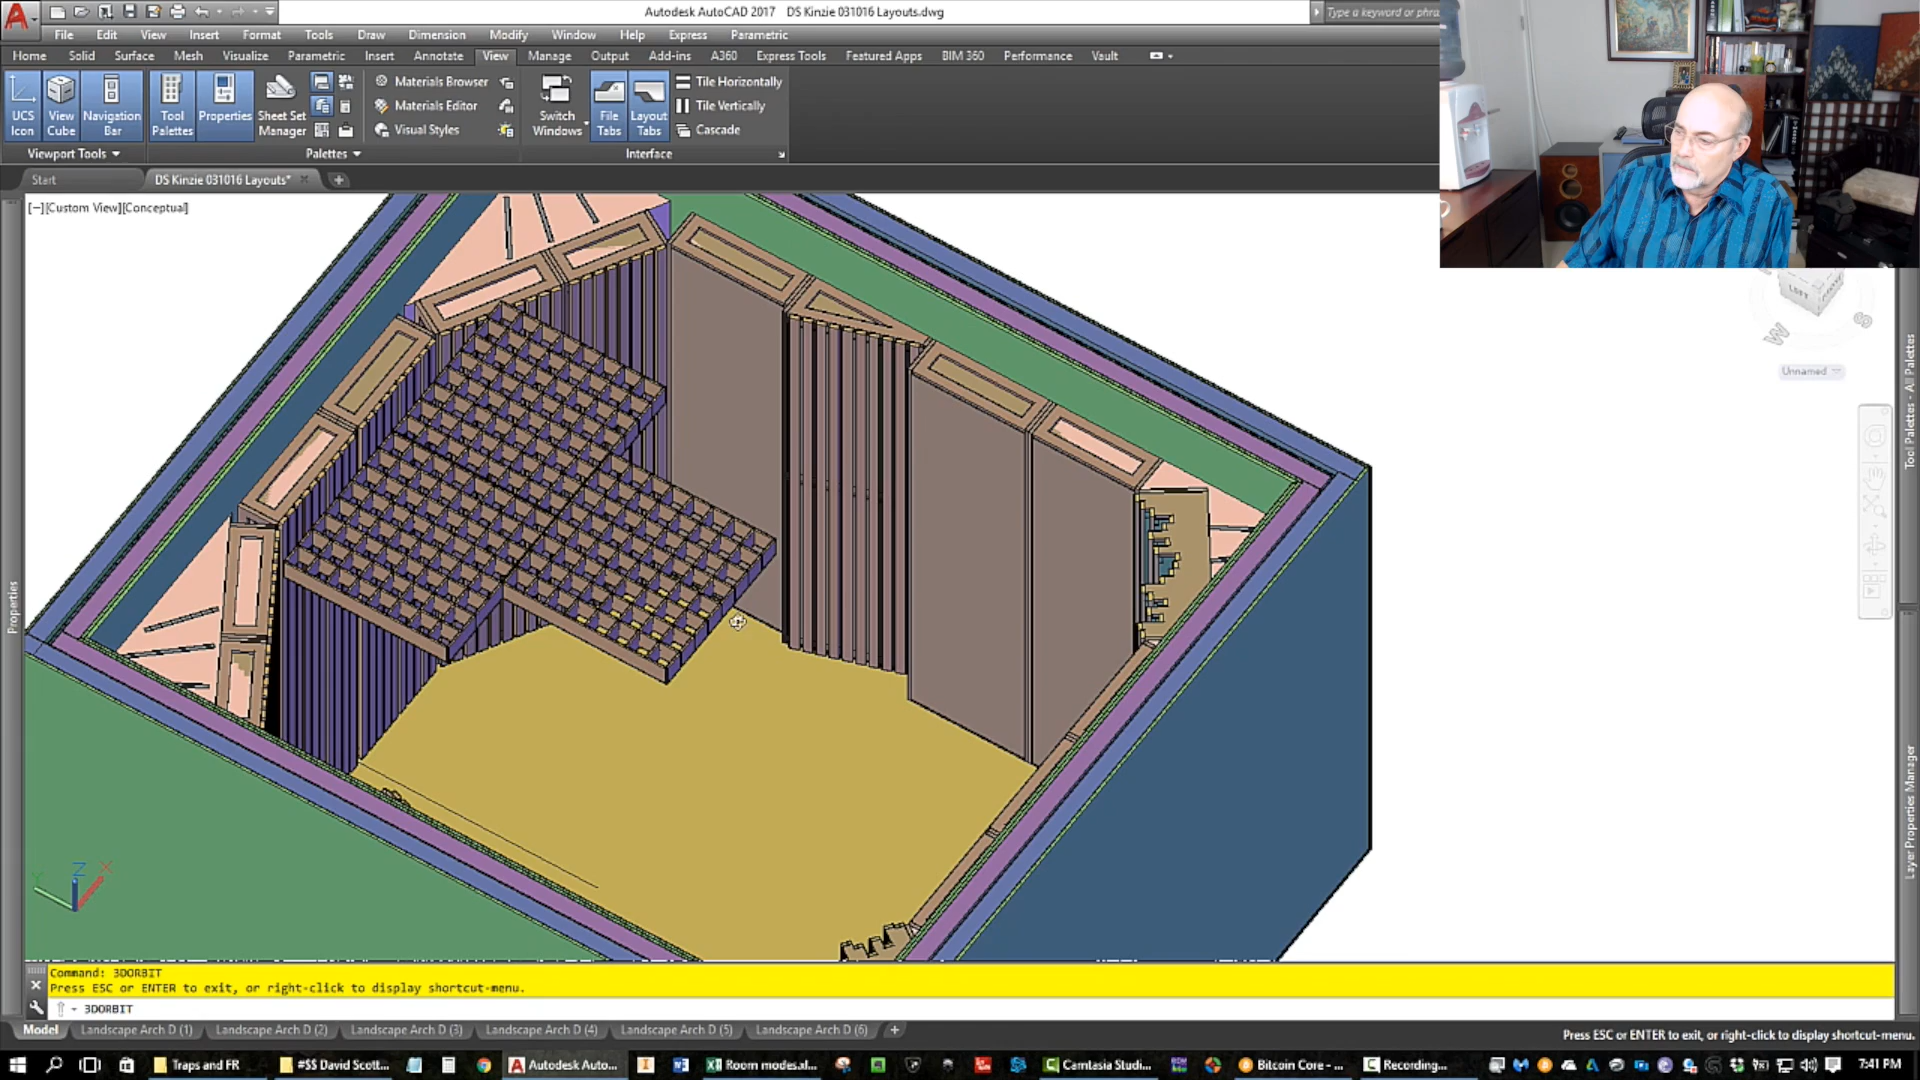 Autodesk AutoCAD 2017 DS Kinzie 031016 Layouts.dwg
Type a keyword or phra
File Edit View Insert Format Tools Draw Dimension Modify Window Help Express Parametric
Home Solid Surface Mesh Visualize Parametric Insert Annotate View Manage Output Add-ins A360 Express Tools Featured Apps BIM 360 Performance Vault
UCS Icon
View Cube
Navigation Bar
Tool Palettes
Properties
Sheet Set Manager
Materials Browser
Materials Editor
Visual Styles
Switch Windows
File Tabs
Layout Tabs
Tile Horizontally
Tile Vertically
Cascade
Viewport Tools
Palettes
Interface
Start
DS Kinzie 031016 Layouts*
[−][Custom View][Conceptual]
LEFT
W
S
Unnamed
Tool Palettes - All Palettes
Properties
Layer Properties Manager
Z
X
Y
Command: 3DORBIT
Press ESC or ENTER to exit, or right-click to display shortcut-menu.
3DORBIT
Model Landscape Arch D (1) Landscape Arch D (2) Landscape Arch D (3) Landscape Arch D (4) Landscape Arch D (5) Landscape Arch D (6)
Press ESC or ENTER to exit, or right-click to display shortcut-menu.
Traps and FR
#$$ David Scott...
Autodesk Auto...
Room modes.al...
Camtasia Studi...
Bitcoin Core - ...
Recording...
7:41 PM